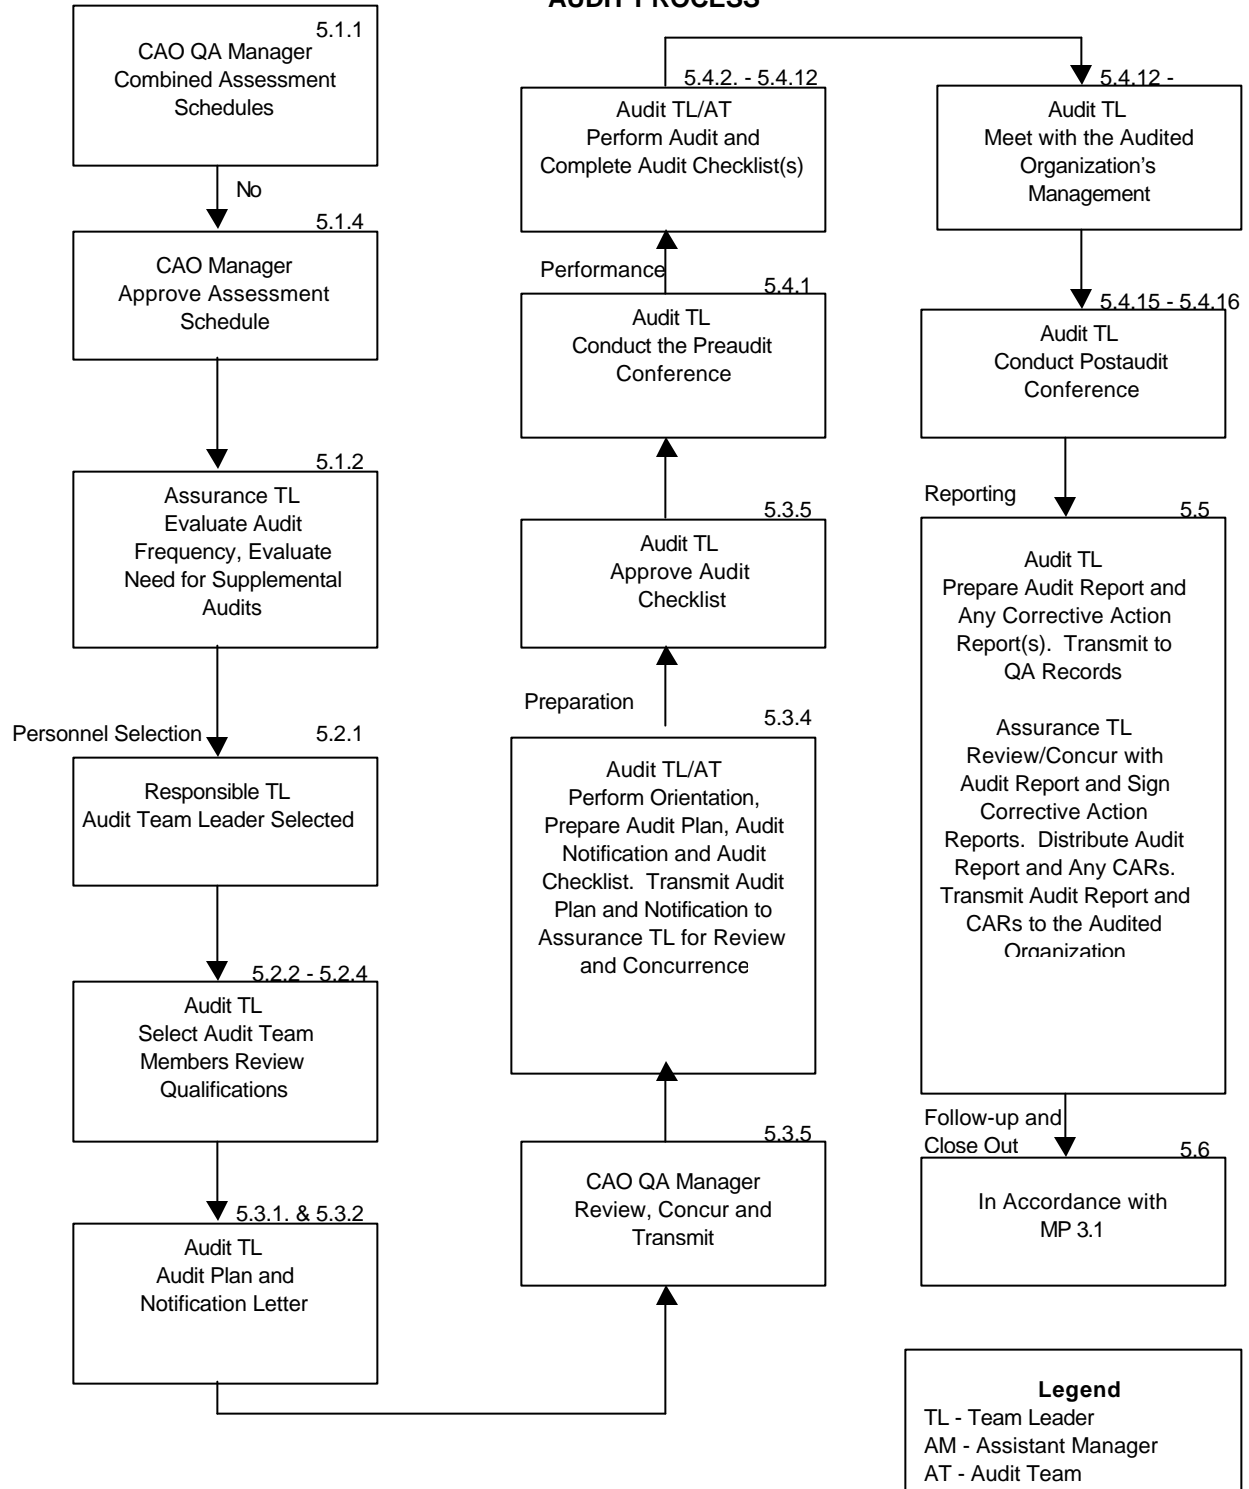 AUDIT PROCESS
5.1.1
CAO QA Manager
Combined Assessment
Schedules
No
5.1.4
CAO Manager
Approve Assessment
Schedule
5.1.2
Assurance TL
Evaluate Audit
Frequency, Evaluate
Need for Supplemental
Audits
Personnel Selection
5.2.1
Responsible TL
Audit Team Leader Selected
5.2.2 - 5.2.4
Audit TL
Select Audit Team
Members Review
Qualifications
5.3.1. & 5.3.2
Audit TL
Audit Plan and
Notification Letter
5.3.5
CAO QA Manager
Review, Concur and
Transmit
5.3.4
Audit TL/AT
Perform Orientation,
Prepare Audit Plan, Audit
Notification and Audit
Checklist. Transmit Audit
Plan and Notification to
Assurance TL for Review
and Concurrence
Preparation
5.3.5
Audit TL
Approve Audit
Checklist
5.4.1
Audit TL
Conduct the Preaudit
Conference
Performance
5.4.2. - 5.4.12
Audit TL/AT
Perform Audit and
Complete Audit Checklist(s)
5.4.12 -
Audit TL
Meet with the Audited
Organization's
Management
5.4.15 - 5.4.16
Audit TL
Conduct Postaudit
Conference
Reporting
5.5
Audit TL
Prepare Audit Report and
Any Corrective Action
Report(s). Transmit to
QA Records
Assurance TL
Review/Concur with
Audit Report and Sign
Corrective Action
Reports. Distribute Audit
Report and Any CARs.
Transmit Audit Report and
CARs to the Audited
Organization
Follow-up and
Close Out
5.6
In Accordance with
MP 3.1
Legend
TL - Team Leader
AM - Assistant Manager
AT - Audit Team